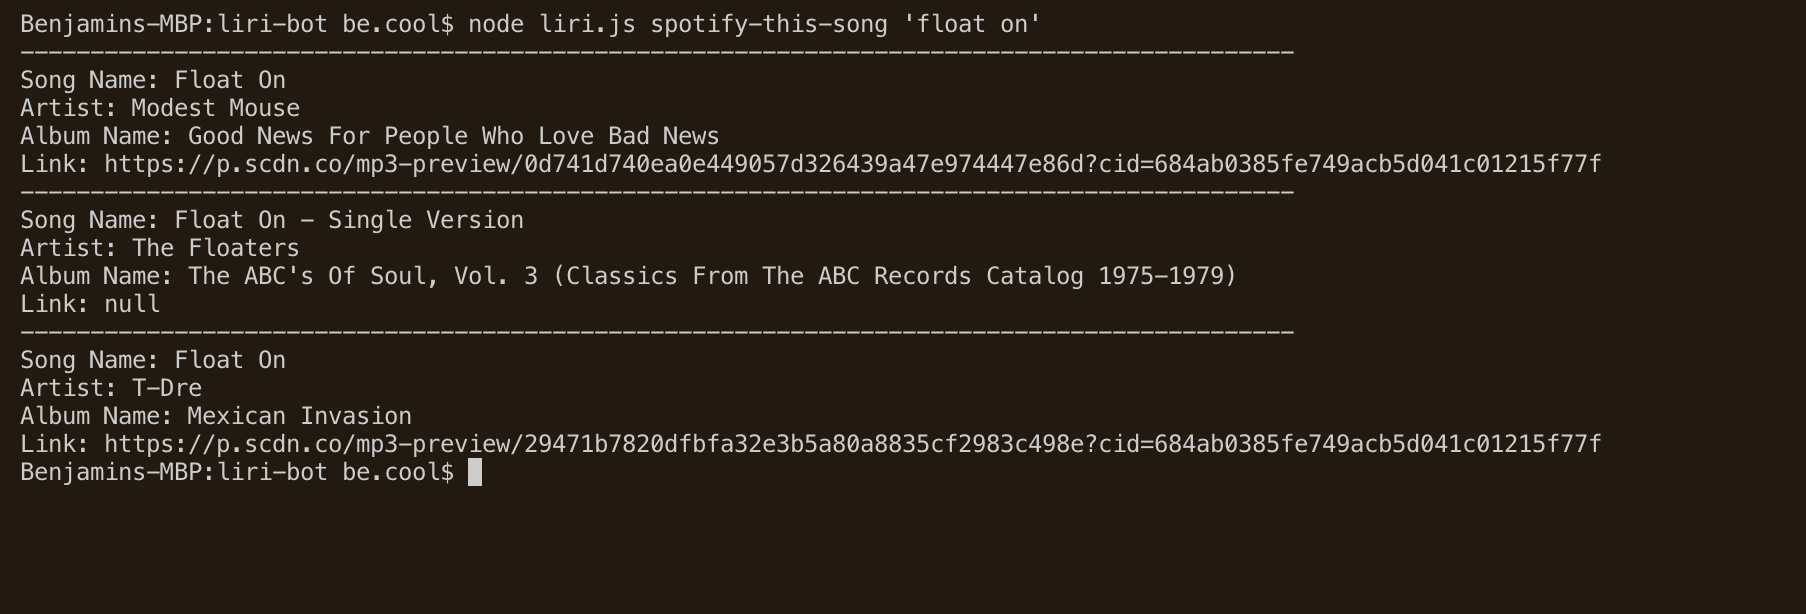 Benjamins-MBP:liri-bot be.cool$ node liri.js spotify-this-song 'float on'
-------------------------------------------------------------------------------------------
Song Name: Float On
Artist: Modest Mouse
Album Name: Good News For People Who Love Bad News
Link: https://p.scdn.co/mp3-preview/0d741d740ea0e449057d326439a47e974447e86d?cid=684ab0385fe749acb5d041c01215f77f
-------------------------------------------------------------------------------------------
Song Name: Float On - Single Version
Artist: The Floaters
Album Name: The ABC's Of Soul, Vol. 3 (Classics From The ABC Records Catalog 1975-1979)
Link: null
-------------------------------------------------------------------------------------------
Song Name: Float On
Artist: T-Dre
Album Name: Mexican Invasion
Link: https://p.scdn.co/mp3-preview/29471b7820dfbfa32e3b5a80a8835cf2983c498e?cid=684ab0385fe749acb5d041c01215f77f
Benjamins-MBP:liri-bot be.cool$